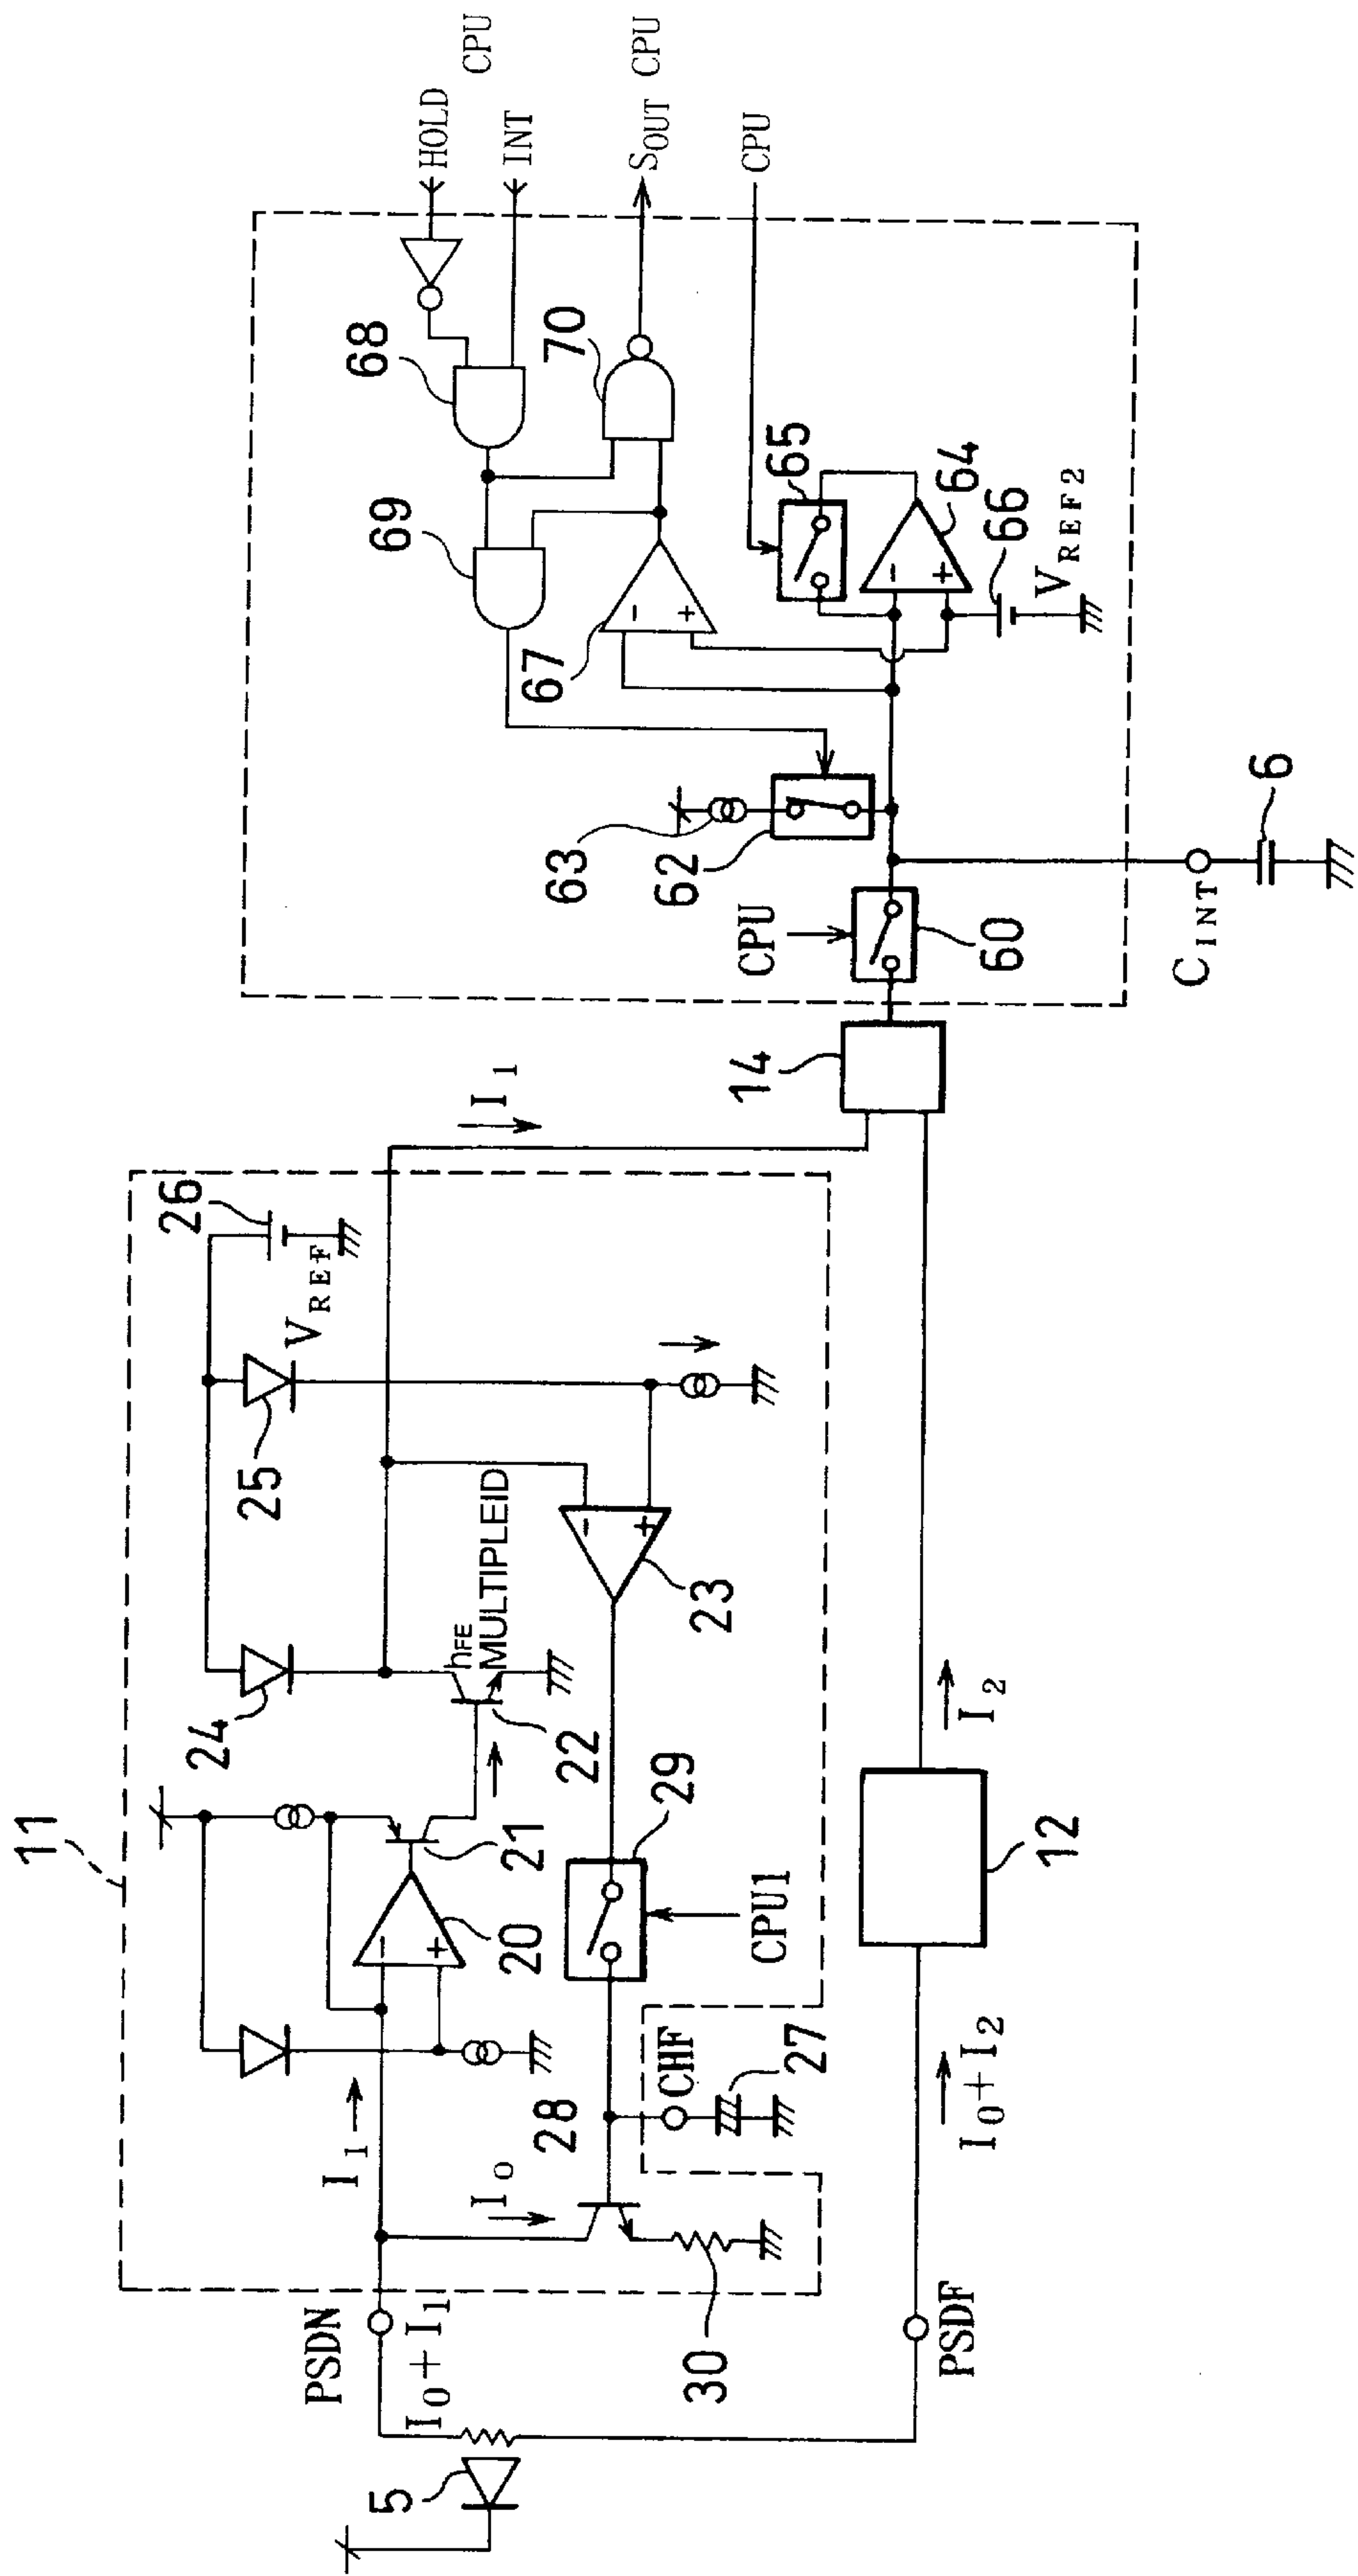 11
26
V REF
25
24
hFE
MULTIPLEID
22
21
20
23
29
CPU1
28
CHF
27
30
I1
I0
PSDN
I0+I1
5
PSDF
I0+I2
12
I2
I1
14
HOLD
CPU
INT
SOUT
CPU
CPU
68
70
69
67
65
64
66
VREF2
63
62
CPU
60
CINT
6